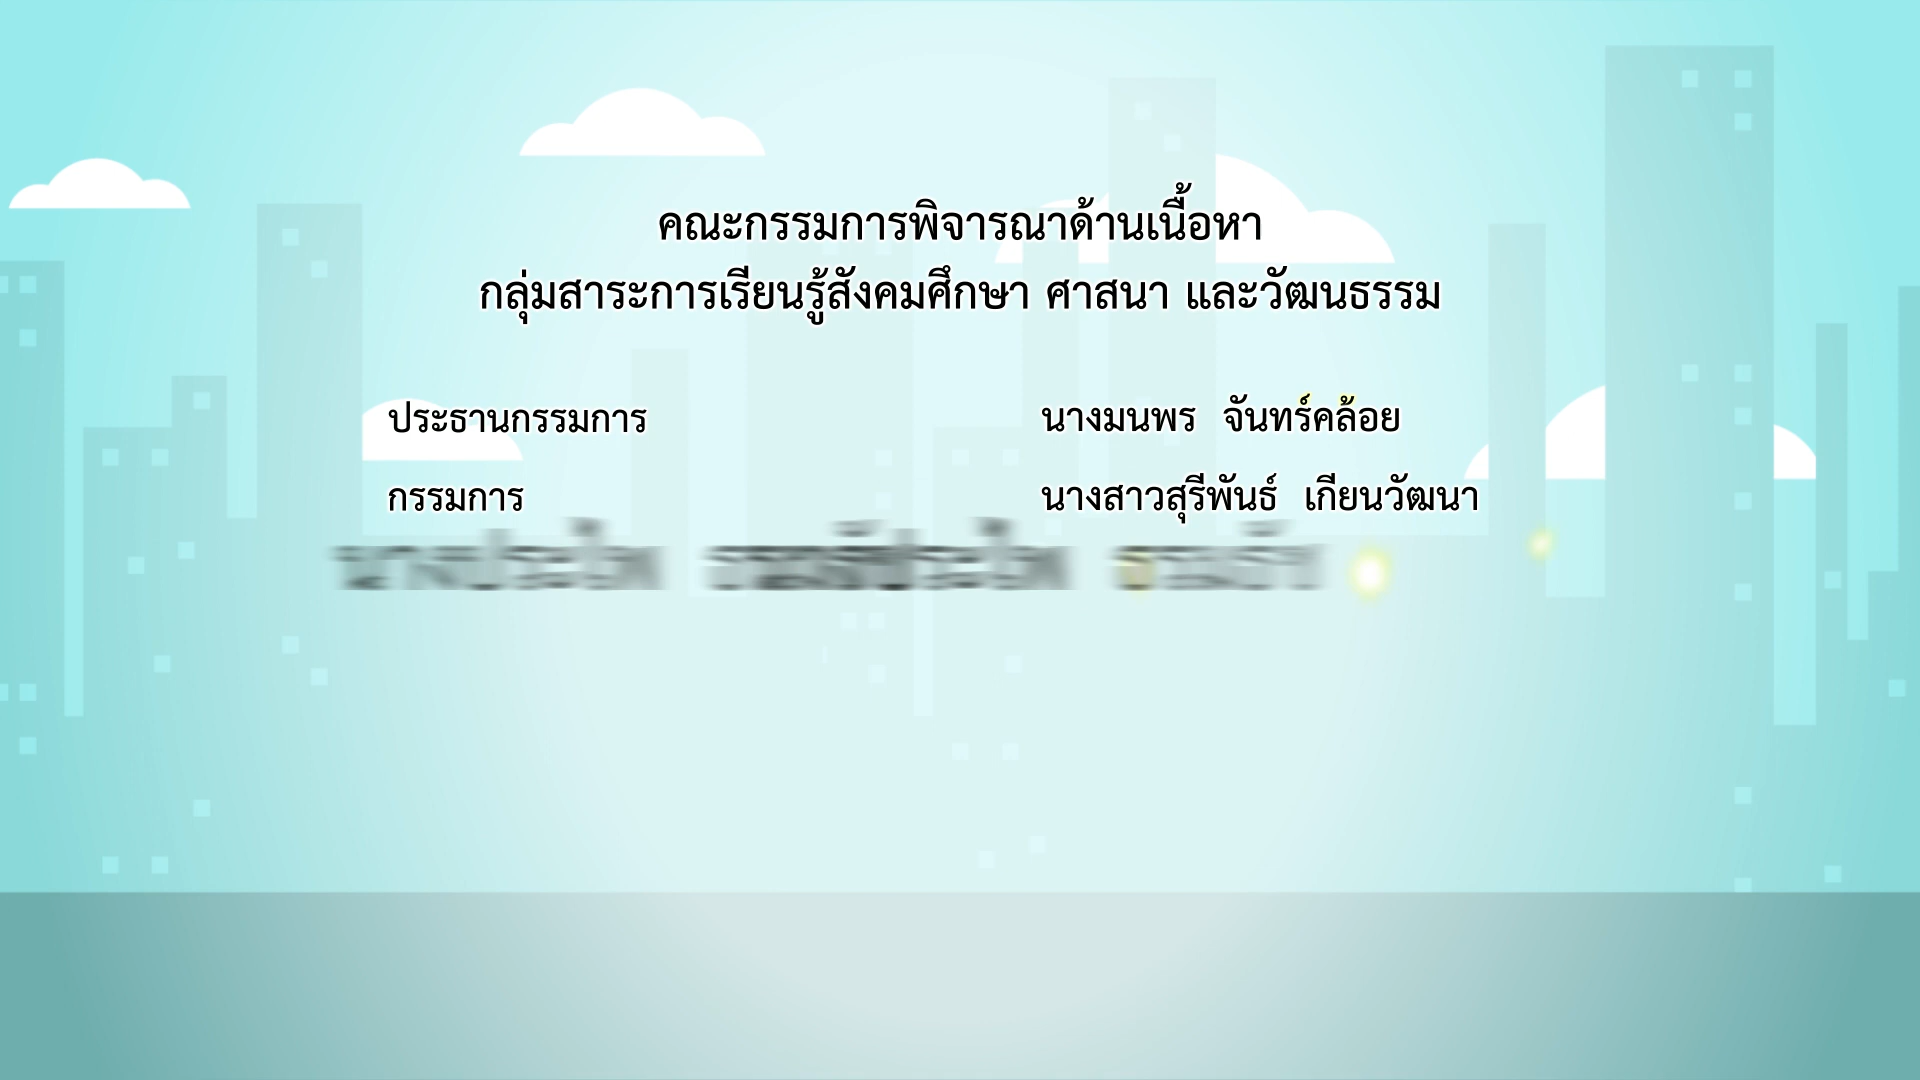 คณะกรรมการพิจารณาด้านเนื้อหา
กลุ่มสาระการเรียนรู้สังคมศึกษา ศาสนา และวัฒนธรรม
ประธานกรรมการ นางมนพร จันทร์คล้อย
กรรมการ นางสาวสุรีพันธ์ เกียนวัฒนา